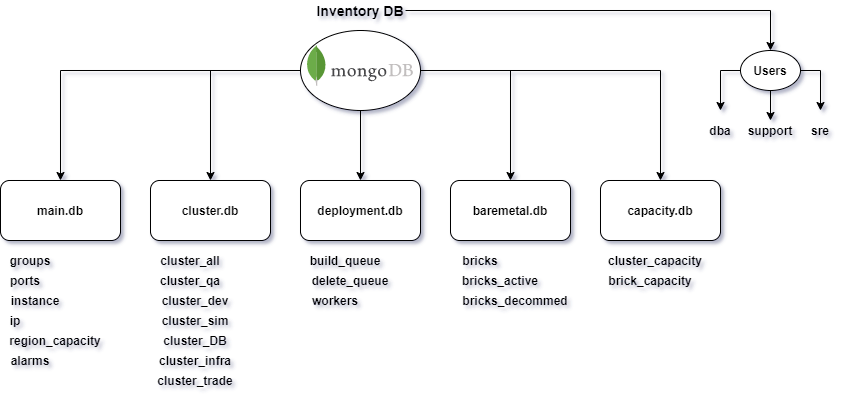 Inventory DB
mongoDB
Users
dba
support
sre
main.db
cluster.db
deployment.db
baremetal.db
capacity.db
groups
ports
instance
ip
region_capacity
alarms
cluster_all
cluster_qa
cluster_dev
cluster_sim
cluster_DB
cluster_infra
cluster_trade
build_queue
delete_queue
workers
bricks
bricks_active
bricks_decommed
cluster_capacity
brick_capacity